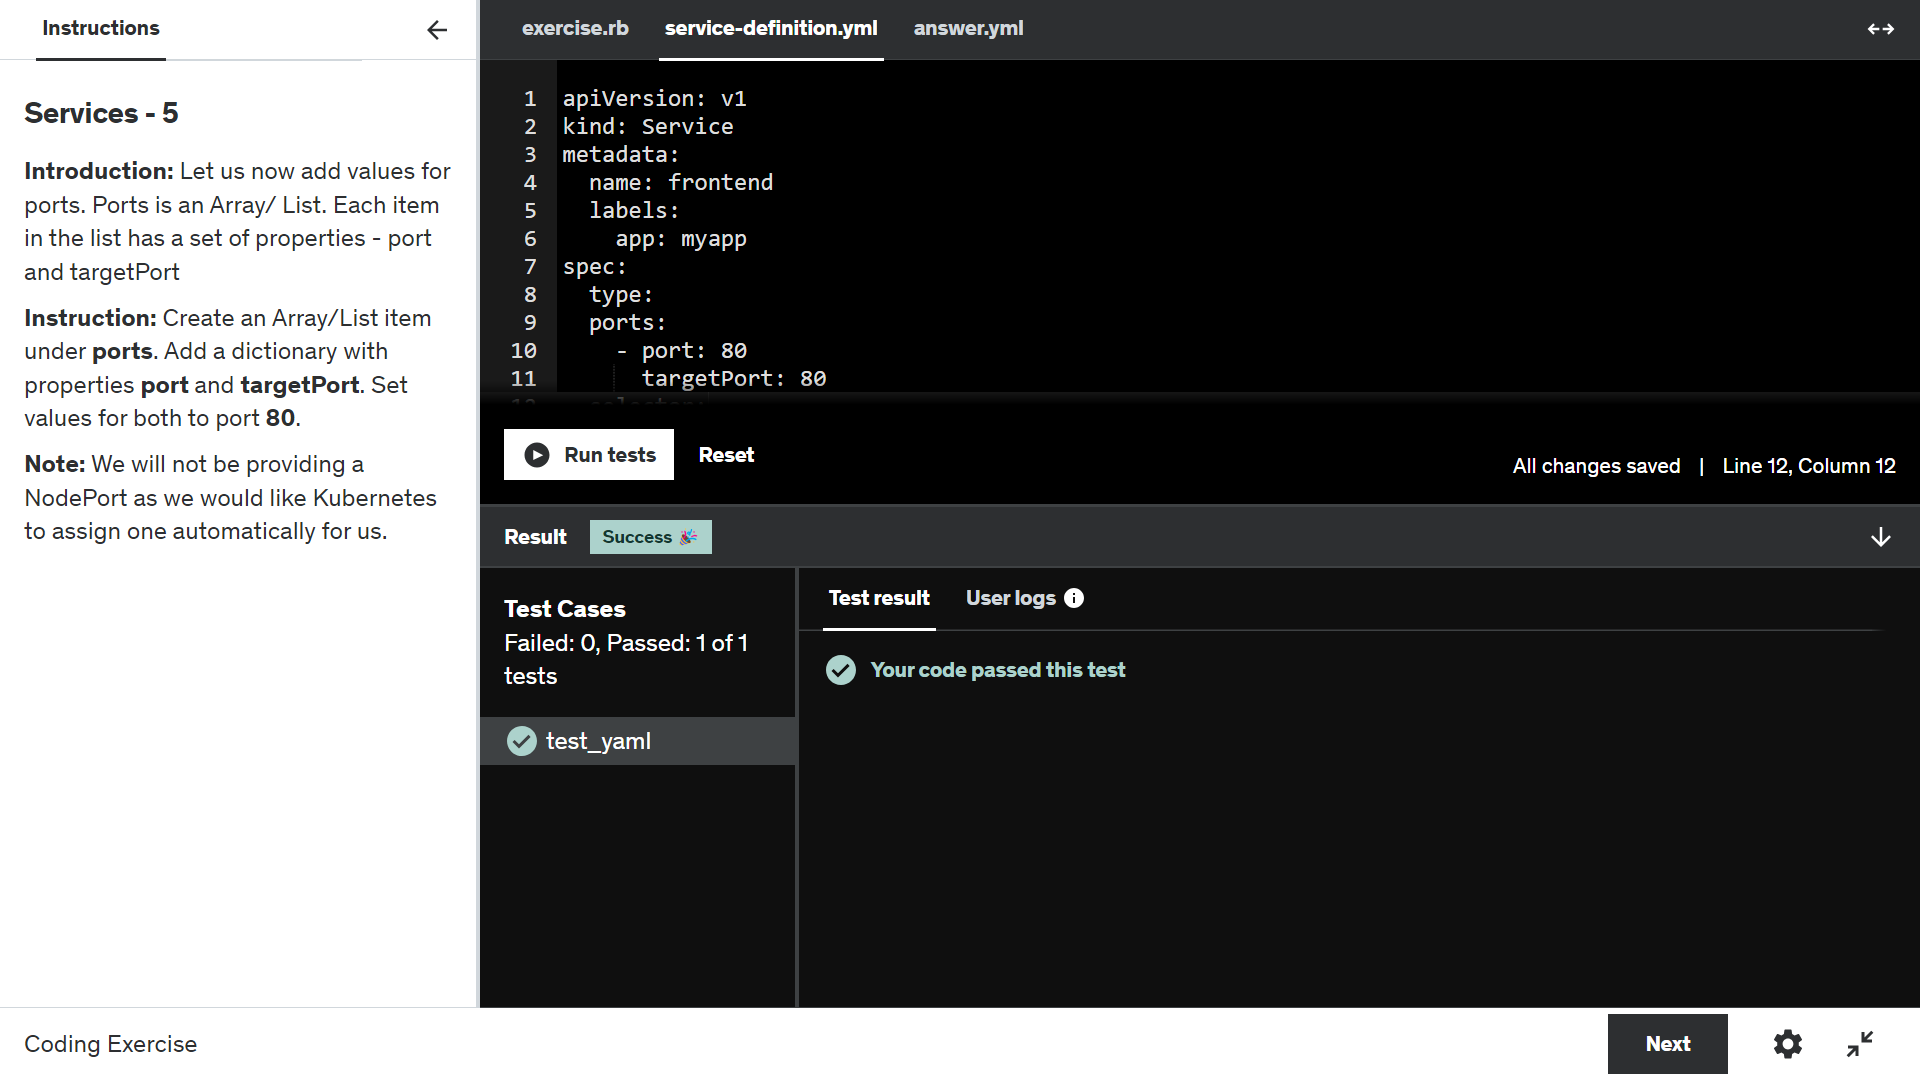 Instructions
Services - 5
Introduction: Let us now add values for
ports. Ports is an Array/ List. Each item
in the list has a set of properties - port
and targetPort
Instruction: Create an Array/List item
under ports. Add a dictionary with
properties port and targetPort. Set
values for both to port 80.
Note: We will not be providing a
NodePort as we would like Kubernetes
to assign one automatically for us.
exercise.rb service-definition.yml answer.yml
1 apiVersion: v1
2 kind: Service
3 metadata:
4   name: frontend
5   labels:
6     app: myapp
7 spec:
8   type:
9   ports:
10     - port: 80
11       targetPort: 80
Run tests Reset
All changes saved | Line 12, Column 12
Result Success 🎉
Test Cases
Failed: 0, Passed: 1 of 1
tests
test_yaml
Test result User logs
Your code passed this test
Coding Exercise
Next